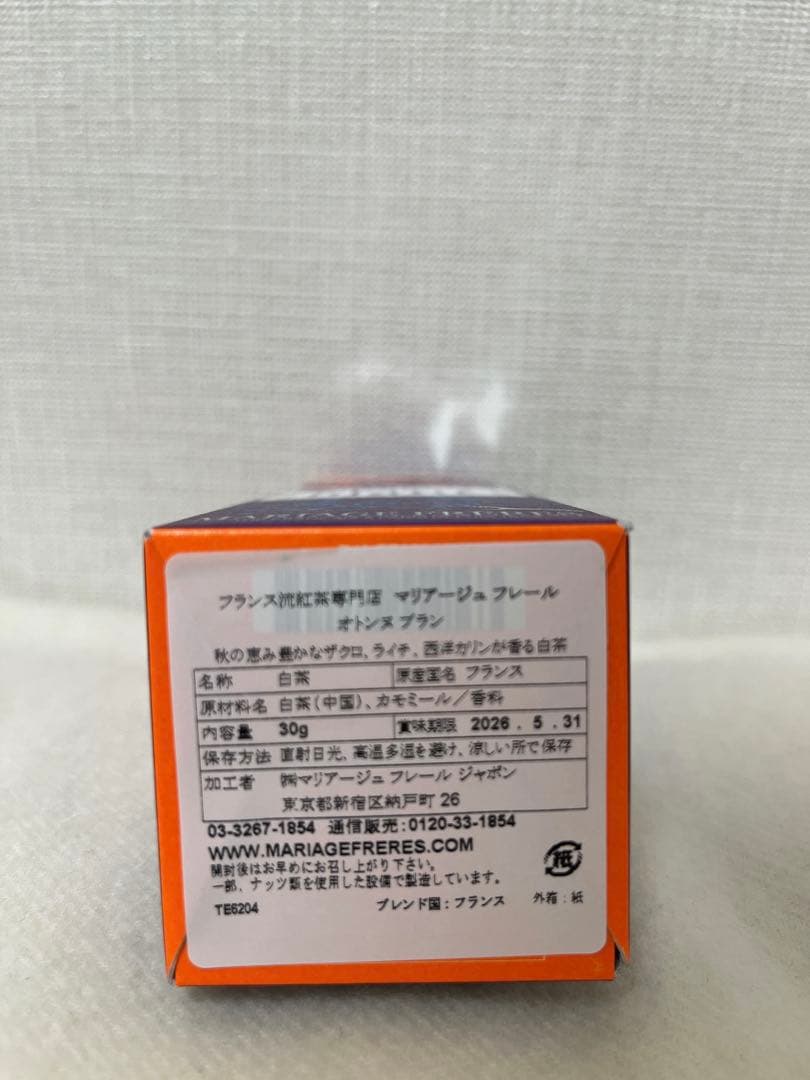 MARIAGE FRÈRES
フランス流紅茶専門店 マリアージュ フレール
オトンヌ ブラン
秋の恵み豊かなザクロ、ライチ、西洋カリンが香る白茶
名称 白茶 原産国名 フランス
原材料名 白茶(中国)、カモミール/香料
内容量 30g 賞味期限 2026.5.31
保存方法 直射日光、高温多湿を避け、涼しい所で保存
加工者 ㈱マリアージュ フレール ジャポン
東京都新宿区納戸町 26
03-3267-1854 通信販売:0120-33-1854
WWW.MARIAGEFRERES.COM
開封後はお早めにお召し上がり下さい。
一部、ナッツ類を使用した設備で製造しています。
紙
TE6204 ブレンド国:フランス 外箱:紙